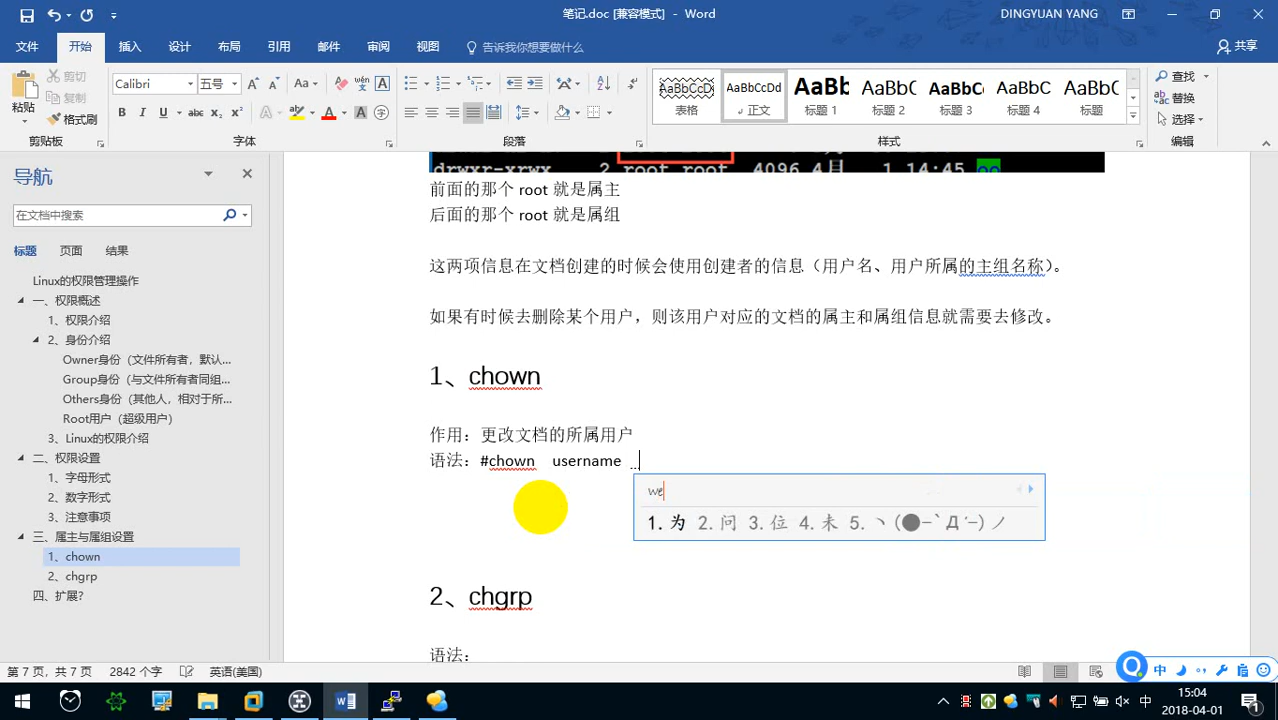 笔记.doc [兼容模式] - Word
DINGYUAN YANG
文件 开始 插入 设计 布局 引用 邮件 审阅 视图 告诉我你想要做什么 共享
粘贴 剪切 复制 格式刷
Calibri 五号
AaBbCcDd AaBbCcDd AaBb AaBbC AaBbC AaBbC AaBbC
表格 正文 标题 1 标题 2 标题 3 标题 4 标题
查找 替换 选择
剪贴板 字体 段落 样式 编辑
导航
在文档中搜索
标题 页面 结果
Linux的权限管理操作
一、权限概述
1、权限介绍
2、身份介绍
Owner身份（文件所有者，默认...
Group身份（与文件所有者同组...
Others身份（其他人，相对于所...
Root用户（超级用户）
3、Linux的权限介绍
二、权限设置
1、字母形式
2、数字形式
3、注意事项
三、属主与属组设置
1、chown
2、chgrp
四、扩展？
drwxr-xrwx 2 root root 4096 4月 1 14:45 oo
前面的那个 root 就是属主
后面的那个 root 就是属组
这两项信息在文档创建的时候会使用创建者的信息（用户名、用户所属的主组名称）。
如果有时候去删除某个用户，则该用户对应的文档的属主和属组信息就需要去修改。
1、chown
作用：更改文档的所属用户
语法：#chown username
we
1.为 2.问 3.位 4.未 5.丶(●-`Д´-)ノ
2、chgrp
语法：
第 7 页，共 7 页 2842 个字 英语(美国)
中
中
15:04
2018-04-01
1